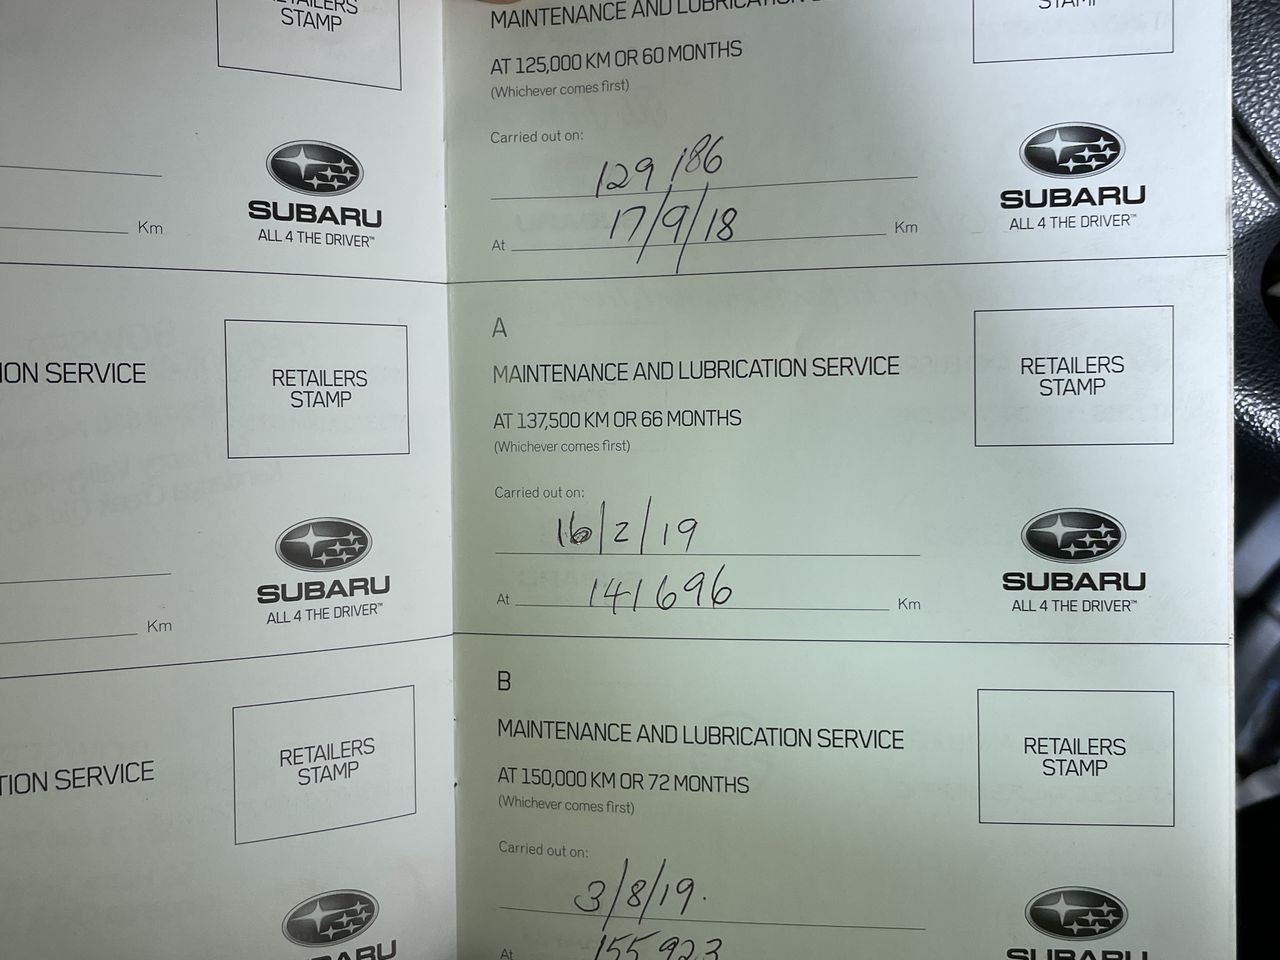 RETAILERS
STAMP
Km
SUBARU
ALL 4 THE DRIVER™
ION SERVICE
RETAILERS
STAMP
Km
SUBARU
ALL 4 THE DRIVER™
TION SERVICE
RETAILERS
STAMP
SUBARU
MAINTENANCE AND LUBRICATION
STAMP
AT 125,000 KM OR 60 MONTHS
(Whichever comes first)
Carried out on:
129 186
At 17/9/18 Km
SUBARU
ALL 4 THE DRIVER™
A
MAINTENANCE AND LUBRICATION SERVICE
RETAILERS
STAMP
AT 137,500 KM OR 66 MONTHS
(Whichever comes first)
Carried out on:
16/2/19
At 141696 Km
SUBARU
ALL 4 THE DRIVER™
B
MAINTENANCE AND LUBRICATION SERVICE
RETAILERS
STAMP
AT 150,000 KM OR 72 MONTHS
(Whichever comes first)
Carried out on:
3/8/19.
At 155923
SUBARU